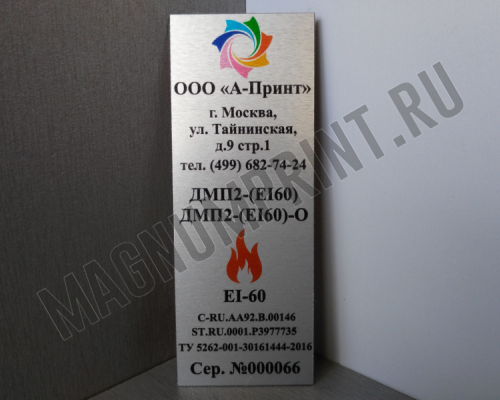 ООО «А-Принт»
г. Москва,
ул. Тайнинская,
д.9 стр.1
тел. (499) 682-74-24
ДМП2-(EI60)
ДМП2-(EI60)-О
EI-60
C-RU.АА92.В.00146
ST.RU.0001.P3977735
ТУ 5262-001-30161444-2016
Сер. №000066
MAGNUMPRINT.RU